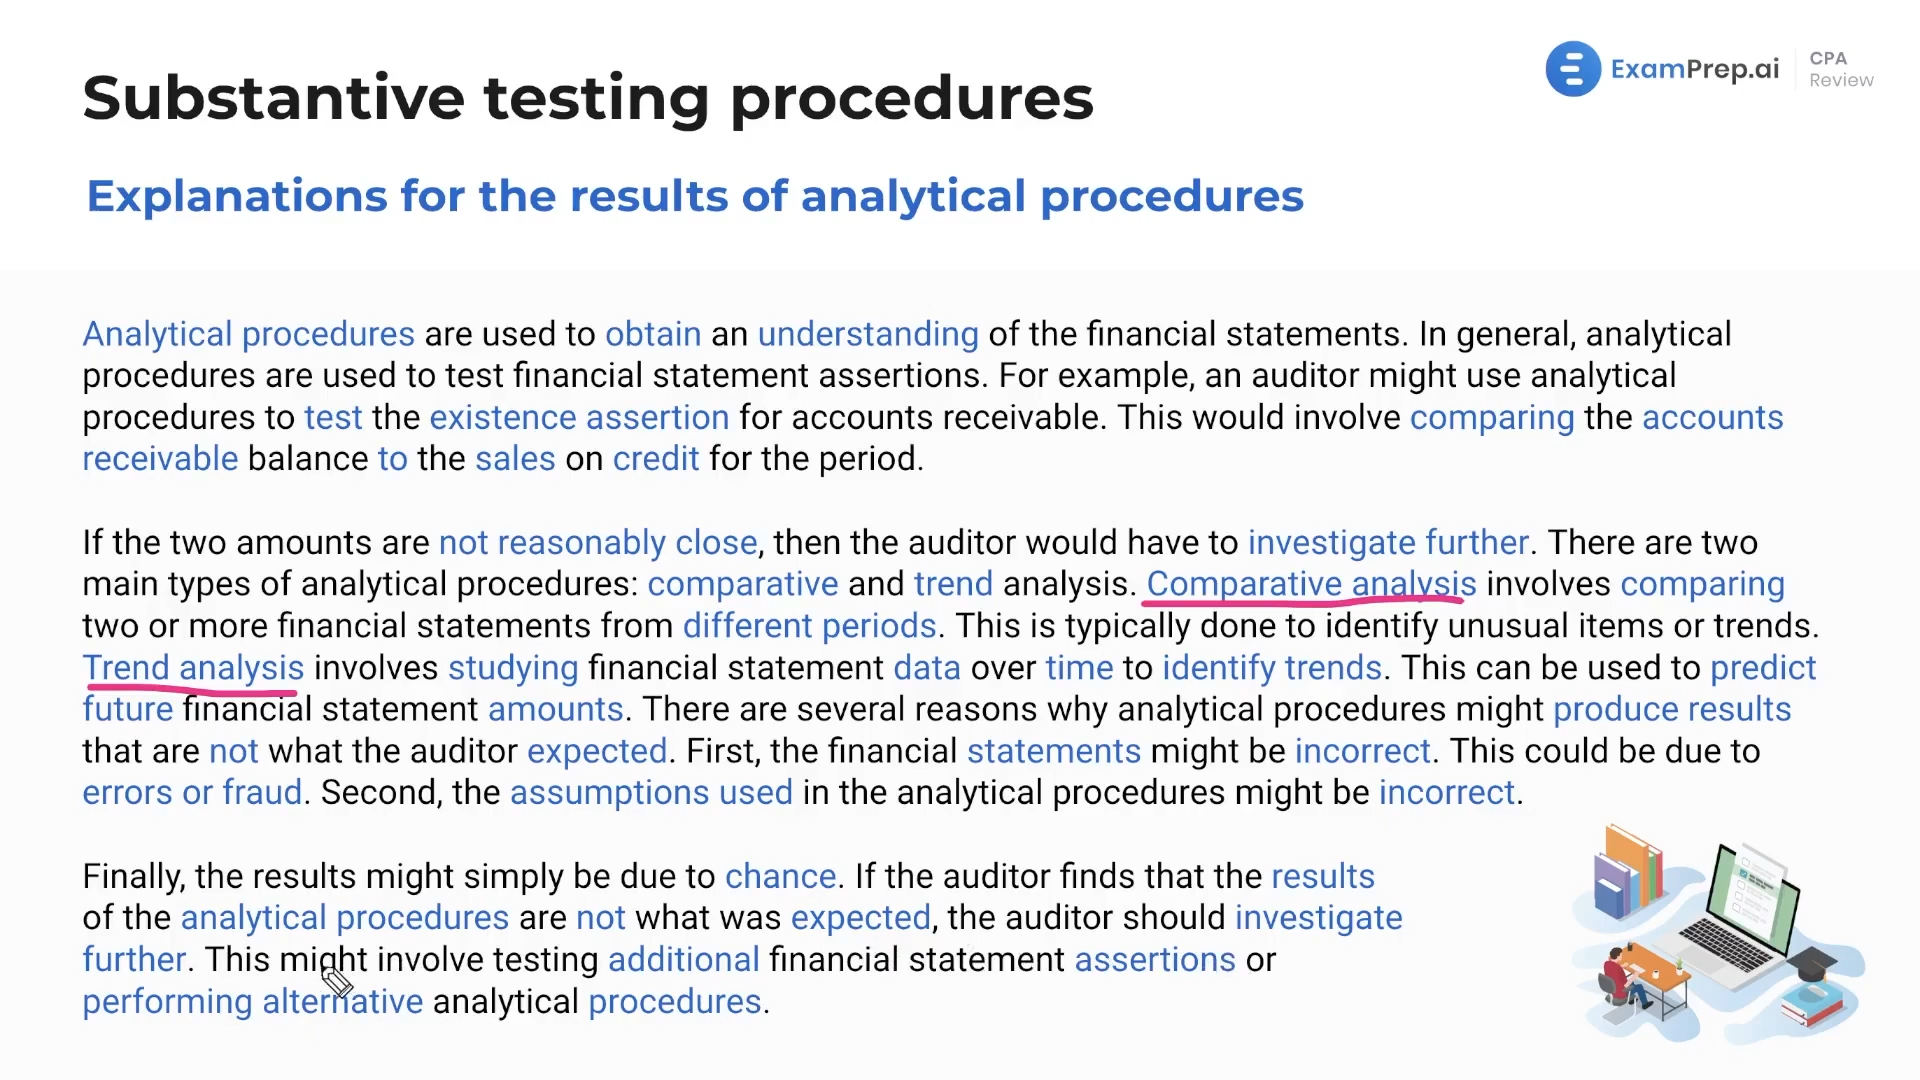 Substantive testing procedures
ExamPrep.ai
CPA
Review
Explanations for the results of analytical procedures
Analytical procedures are used to obtain an understanding of the financial statements. In general, analytical
procedures are used to test financial statement assertions. For example, an auditor might use analytical
procedures to test the existence assertion for accounts receivable. This would involve comparing the accounts
receivable balance to the sales on credit for the period.
If the two amounts are not reasonably close, then the auditor would have to investigate further. There are two
main types of analytical procedures: comparative and trend analysis. Comparative analysis involves comparing
two or more financial statements from different periods. This is typically done to identify unusual items or trends.
Trend analysis involves studying financial statement data over time to identify trends. This can be used to predict
future financial statement amounts. There are several reasons why analytical procedures might produce results
that are not what the auditor expected. First, the financial statements might be incorrect. This could be due to
errors or fraud. Second, the assumptions used in the analytical procedures might be incorrect.
Finally, the results might simply be due to chance. If the auditor finds that the results
of the analytical procedures are not what was expected, the auditor should investigate
further. This might involve testing additional financial statement assertions or
performing alternative analytical procedures.